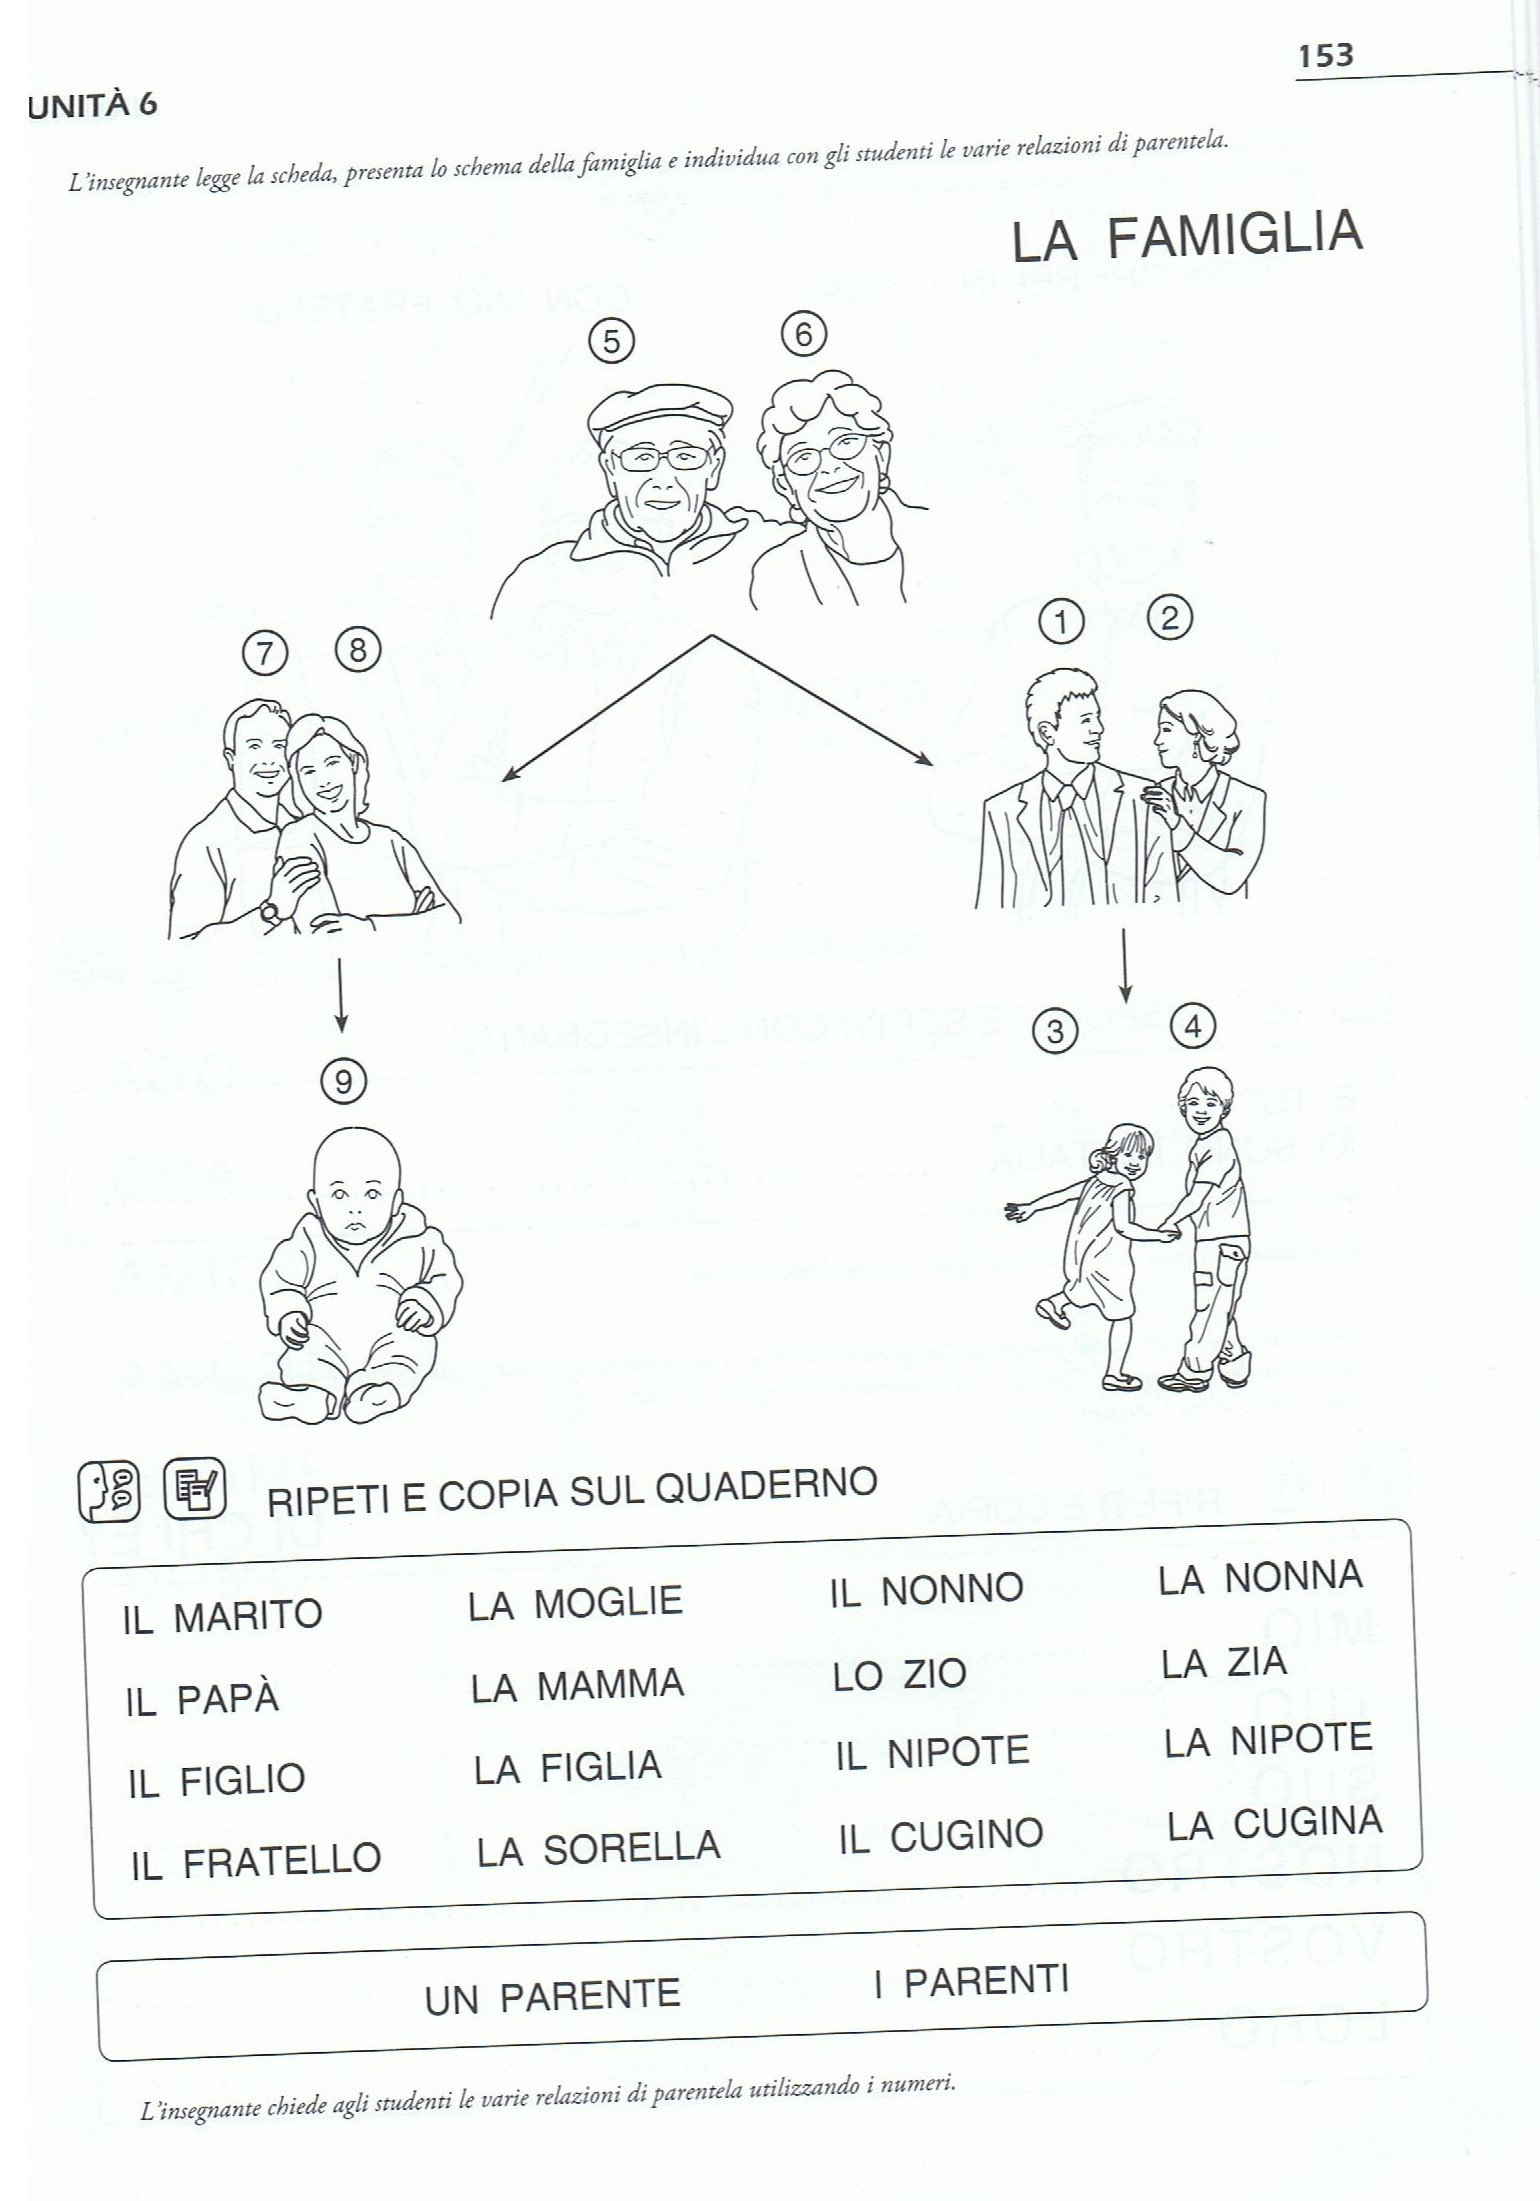 153
UNITÀ 6
L'insegnante legge la scheda, presenta lo schema della famiglia e individua con gli studenti le varie relazioni di parentela.
LA FAMIGLIA
5 6
7 8
1 2
9
3 4
RIPETI E COPIA SUL QUADERNO
IL MARITO LA MOGLIE IL NONNO LA NONNA
IL PAPÀ LA MAMMA LO ZIO LA ZIA
IL FIGLIO LA FIGLIA IL NIPOTE LA NIPOTE
IL FRATELLO LA SORELLA IL CUGINO LA CUGINA
UN PARENTE I PARENTI
L'insegnante chiede agli studenti le varie relazioni di parentela utilizzando i numeri.